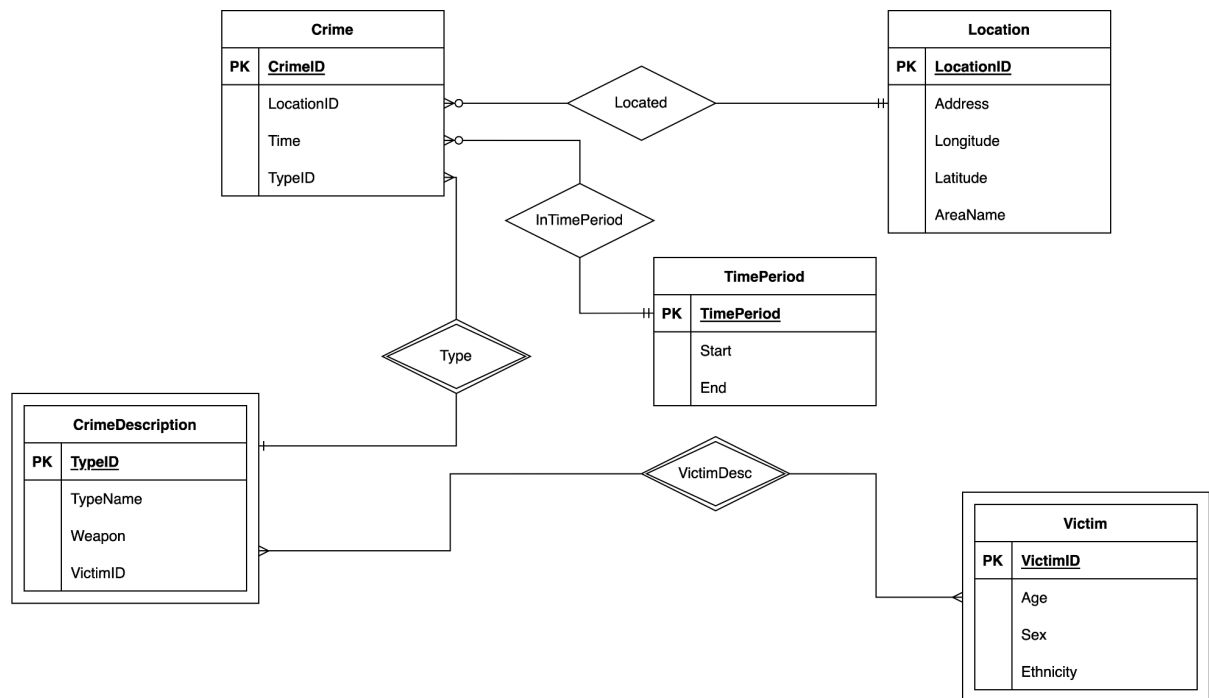 Crime
PK CrimeID
LocationID
Time
TypeID
Located
Location
PK LocationID
Address
Longitude
Latitude
AreaName
InTimePeriod
TimePeriod
PK TimePeriod
Start
End
Type
CrimeDescription
PK TypeID
TypeName
Weapon
VictimID
VictimDesc
Victim
PK VictimID
Age
Sex
Ethnicity